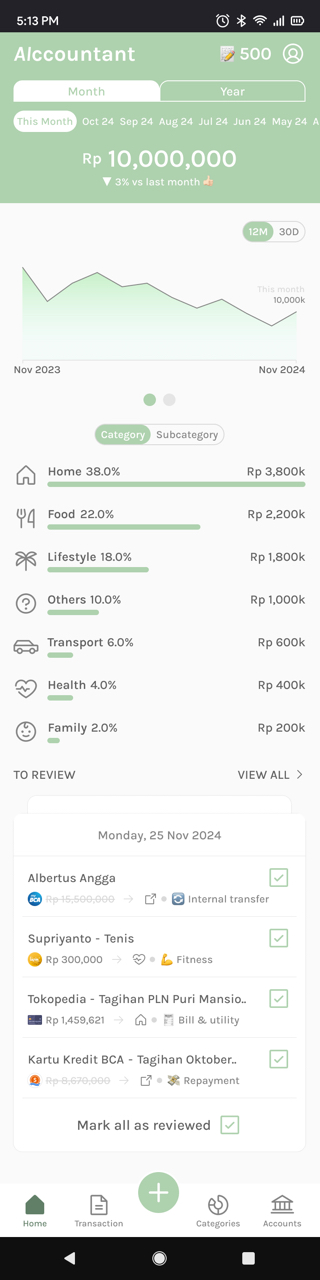 5:13 PM
AIccountant 500
Month Year
This Month Oct 24 Sep 24 Aug 24 Jul 24 Jun 24 May 24 A
Rp 10,000,000
▼ 3% vs last month 👍🏻
12M 30D
This month
10,000k
Nov 2023 Nov 2024
Category Subcategory
Home 38.0% Rp 3,800k
Food 22.0% Rp 2,200k
Lifestyle 18.0% Rp 1,800k
Others 10.0% Rp 1,000k
Transport 6.0% Rp 600k
Health 4.0% Rp 400k
Family 2.0% Rp 200k
TO REVIEW VIEW ALL >
Monday, 25 Nov 2024
Albertus Angga
BCA Rp 15,500,000 → Internal transfer
Supriyanto - Tenis
Rp 300,000 → Fitness
Tokopedia - Tagihan PLN Puri Mansio..
Rp 1,459,621 → Bill & utility
Kartu Kredit BCA - Tagihan Oktober..
Rp 8,670,000 → Repayment
Mark all as reviewed
Home Transaction Categories Accounts